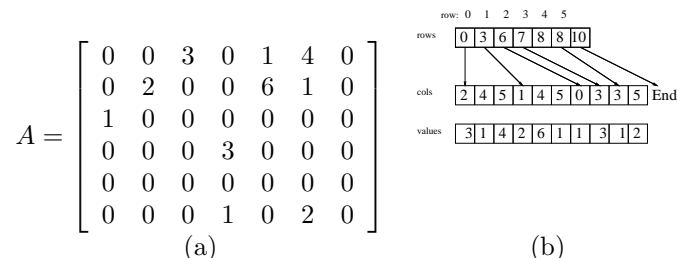 row: 0 1 2 3 4 5
rows 0 3 6 7 8 8 10
cols 2 4 5 1 4 5 0 3 3 5 End
values 3 1 4 2 6 1 1 3 1 2
A =
0 0 3 0 1 4 0
0 2 0 0 6 1 0
1 0 0 0 0 0 0
0 0 0 3 0 0 0
0 0 0 0 0 0 0
0 0 0 1 0 2 0
(a)
(b)